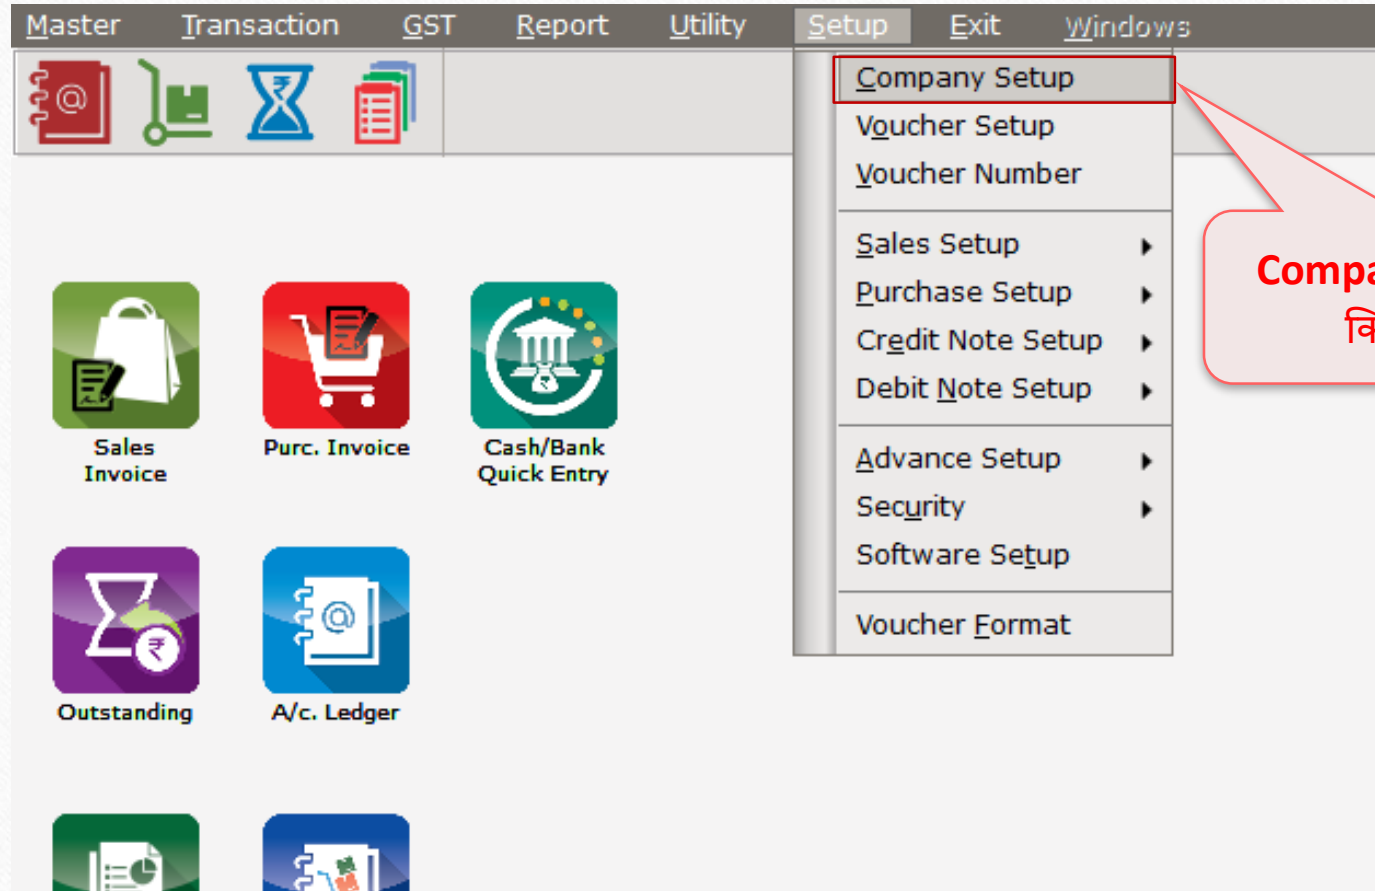 Master Transaction GST Report Utility Setup Exit Windows
Company Setup
Voucher Setup
Voucher Number
Sales Setup
Purchase Setup
Credit Note Setup
Debit Note Setup
Advance Setup
Security
Software Setup
Voucher Format
Sales
Invoice
Purc. Invoice
Cash/Bank
Quick Entry
Outstanding
A/c. Ledger